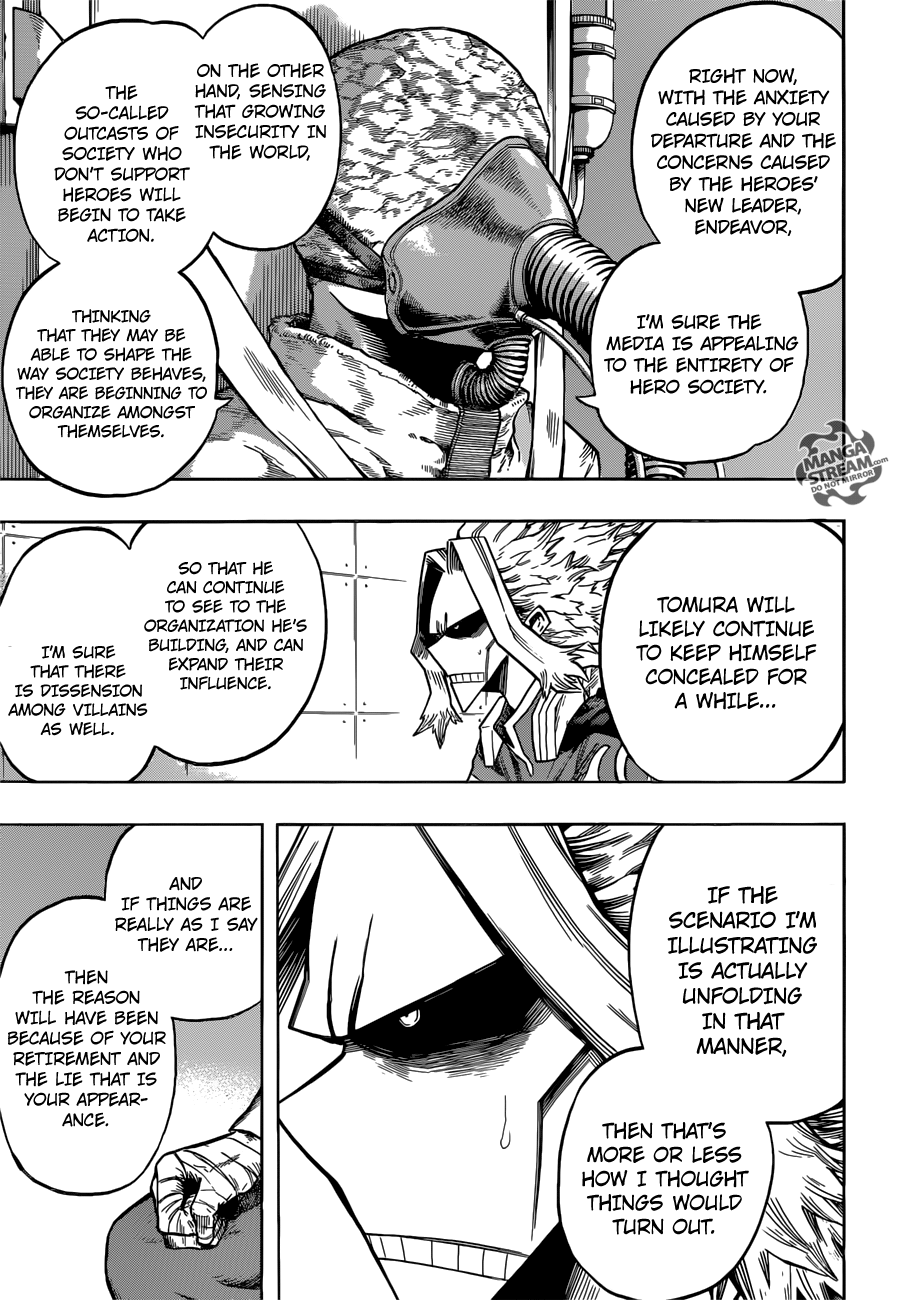 RIGHT NOW,
WITH THE ANXIETY
CAUSED BY YOUR
DEPARTURE AND THE
CONCERNS CAUSED
BY THE HEROES'
NEW LEADER,
ENDEAVOR,
I'M SURE THE
MEDIA IS APPEALING
TO THE ENTIRETY OF
HERO SOCIETY.
ON THE OTHER
HAND, SENSING
THAT GROWING
INSECURITY IN
THE WORLD,
THE
SO-CALLED
OUTCASTS OF
SOCIETY WHO
DON'T SUPPORT
HEROES WILL
BEGIN TO TAKE
ACTION.
THINKING
THAT THEY MAY BE
ABLE TO SHAPE THE
WAY SOCIETY BEHAVES,
THEY ARE BEGINNING TO
ORGANIZE AMONGST
THEMSELVES.
MANGA
STREAM.com
DO NOT MIRROR
TOMURA WILL
LIKELY CONTINUE
TO KEEP HIMSELF
CONCEALED FOR
A WHILE...
SO THAT HE
CAN CONTINUE
TO SEE TO THE
ORGANIZATION HE'S
BUILDING, AND CAN
EXPAND THEIR
INFLUENCE.
I'M SURE
THAT THERE
IS DISSENSION
AMONG VILLAINS
AS WELL.
IF THE
SCENARIO I'M
ILLUSTRATING
IS ACTUALLY
UNFOLDING
IN THAT
MANNER,
THEN THAT'S
MORE OR LESS
HOW I THOUGHT
THINGS WOULD
TURN OUT.
AND
IF THINGS ARE
REALLY AS I SAY
THEY ARE...
THEN
THE REASON
WILL HAVE BEEN
BECAUSE OF YOUR
RETIREMENT AND
THE LIE THAT IS
YOUR APPEAR-
ANCE.